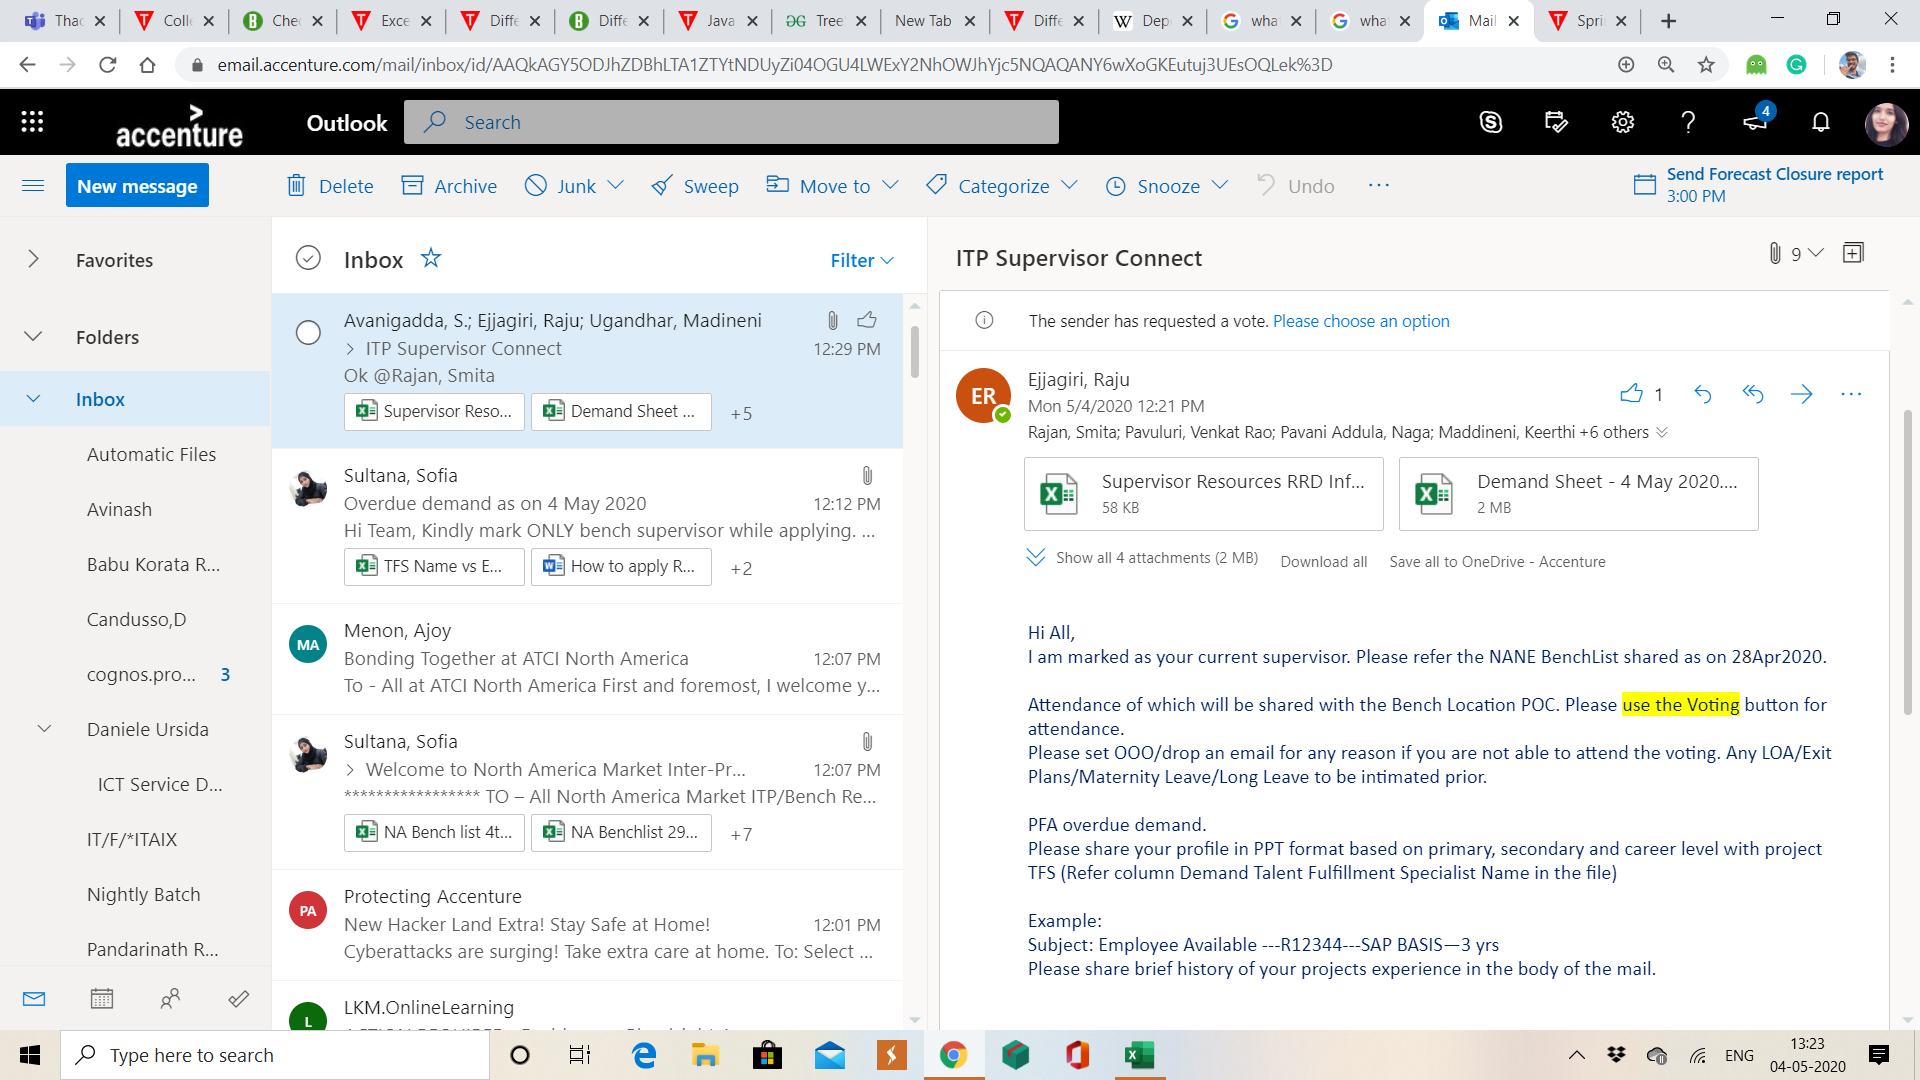 Thac
Colle
Chec
Exce
Diffe
Diffe
Java
Tree
New Tab
Diffe
Depe
what
what
Mail
Sprin
email.accenture.com/mail/inbox/id/AAQkAGY5ODJhZDBhLTA1ZTYtNDUyZi04OGU4LWExY2NhOWJhYjc5NQAQANY6wXoGKEutuj3UEsOQLek%3D
accenture
Outlook
Search
4
New message
Delete
Archive
Junk
Sweep
Move to
Categorize
Snooze
Undo
Send Forecast Closure report
3:00 PM
Favorites
Folders
Inbox
Automatic Files
Avinash
Babu Korata R...
Candusso,D
cognos.pro... 3
Daniele Ursida
ICT Service D...
IT/F/*ITAIX
Nightly Batch
Pandarinath R...
Inbox
Filter
Avanigadda, S.; Ejjagiri, Raju; Ugandhar, Madineni
ITP Supervisor Connect 12:29 PM
Ok @Rajan, Smita
Supervisor Reso... Demand Sheet ... +5
Sultana, Sofia
Overdue demand as on 4 May 2020 12:12 PM
Hi Team, Kindly mark ONLY bench supervisor while applying. ...
TFS Name vs E... How to apply R... +2
MA
Menon, Ajoy
Bonding Together at ATCI North America 12:07 PM
To - All at ATCI North America First and foremost, I welcome y...
Sultana, Sofia
Welcome to North America Market Inter-Pr... 12:07 PM
***************** TO – All North America Market ITP/Bench Re...
NA Bench list 4t... NA Benchlist 29... +7
PA
Protecting Accenture
New Hacker Land Extra! Stay Safe at Home! 12:01 PM
Cyberattacks are surging! Take extra care at home. To: Select ...
L
LKM.OnlineLearning
ITP Supervisor Connect
9
The sender has requested a vote. Please choose an option
ER
Ejjagiri, Raju
Mon 5/4/2020 12:21 PM
1
Rajan, Smita; Pavuluri, Venkat Rao; Pavani Addula, Naga; Maddineni, Keerthi +6 others
Supervisor Resources RRD Inf...
58 KB
Demand Sheet - 4 May 2020....
2 MB
Show all 4 attachments (2 MB) Download all Save all to OneDrive - Accenture
Hi All,
I am marked as your current supervisor. Please refer the NANE BenchList shared as on 28Apr2020.
Attendance of which will be shared with the Bench Location POC. Please use the Voting button for
attendance.
Please set OOO/drop an email for any reason if you are not able to attend the voting. Any LOA/Exit
Plans/Maternity Leave/Long Leave to be intimated prior.
PFA overdue demand.
Please share your profile in PPT format based on primary, secondary and career level with project
TFS (Refer column Demand Talent Fulfillment Specialist Name in the file)
Example:
Subject: Employee Available ---R12344---SAP BASIS—3 yrs
Please share brief history of your projects experience in the body of the mail.
Type here to search
ENG
13:23
04-05-2020